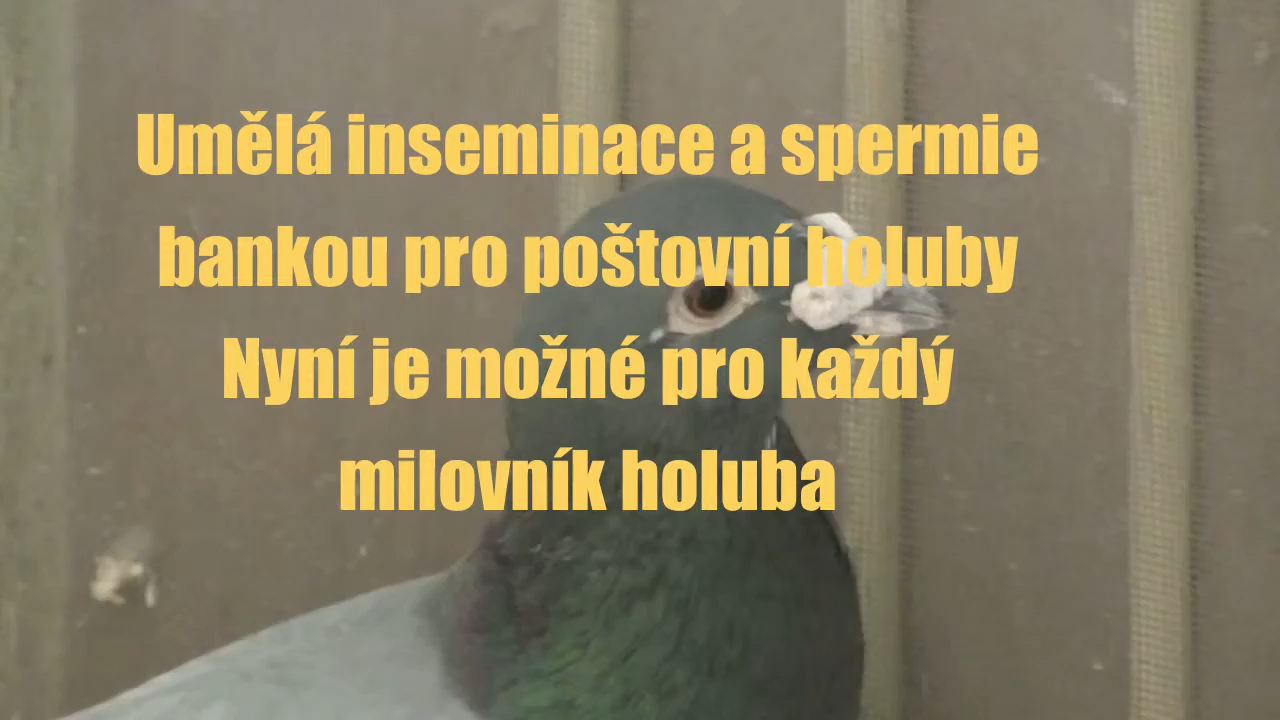 Umělá inseminace a spermie
bankou pro poštovní holuby
Nyní je možné pro každý
milovník holuba